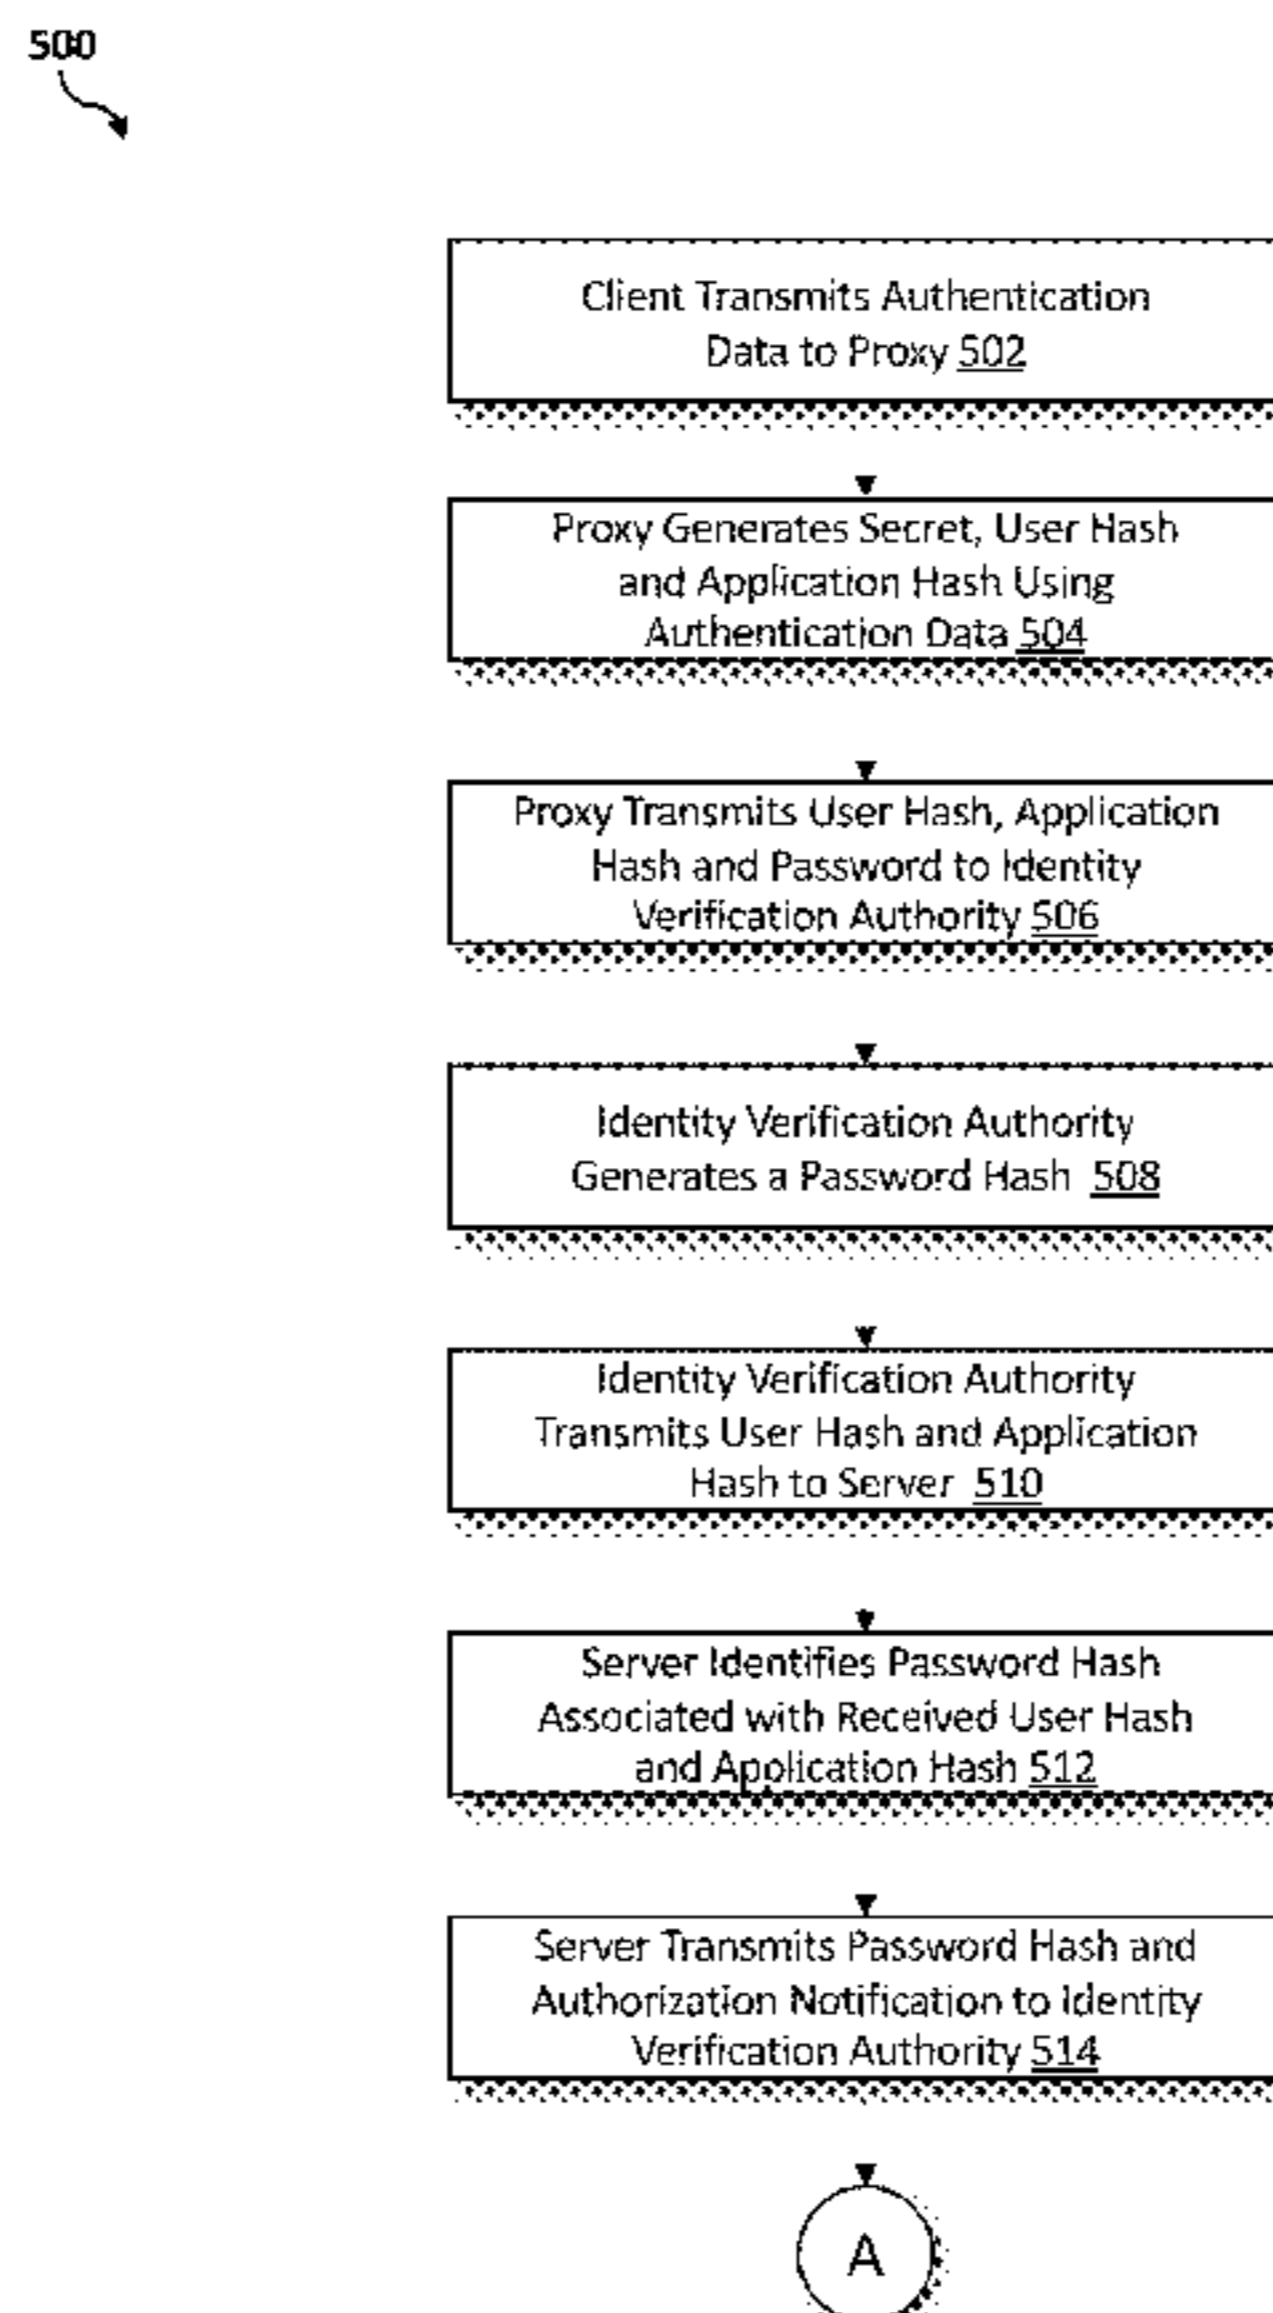 500
Client Transmits Authentication
Data to Proxy 502
Proxy Generates Secret, User Hash
and Application Hash Using
Authentication Data 504
Proxy Transmits User Hash, Application
Hash and Password to Identity
Verification Authority 506
Identity Verification Authority
Generates a Password Hash 508
Identity Verification Authority
Transmits User Hash and Application
Hash to Server 510
Server Identifies Password Hash
Associated with Received User Hash
and Application Hash 512
Server Transmits Password Hash and
Authorization Notification to Identity
Verification Authority 514
A